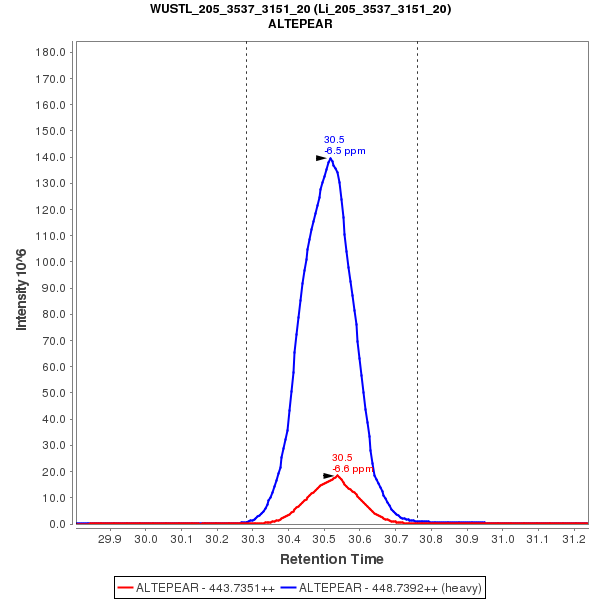 WUSTL_205_3537_3151_20 (Li_205_3537_3151_20)
ALTEPEAR
180.0
170.0
160.0
150.0
140.0
130.0
120.0
110.0
100.0
90.0
80.0
70.0
60.0
50.0
40.0
30.0
20.0
10.0
0.0
Intensity 10^6
30.5
-6.5 ppm
30.5
-6.6 ppm
29.9 30.0 30.1 30.2 30.3 30.4 30.5 30.6 30.7 30.8 30.9 31.0 31.1 31.2
Retention Time
ALTEPEAR - 443.7351++ ALTEPEAR - 448.7392++ (heavy)